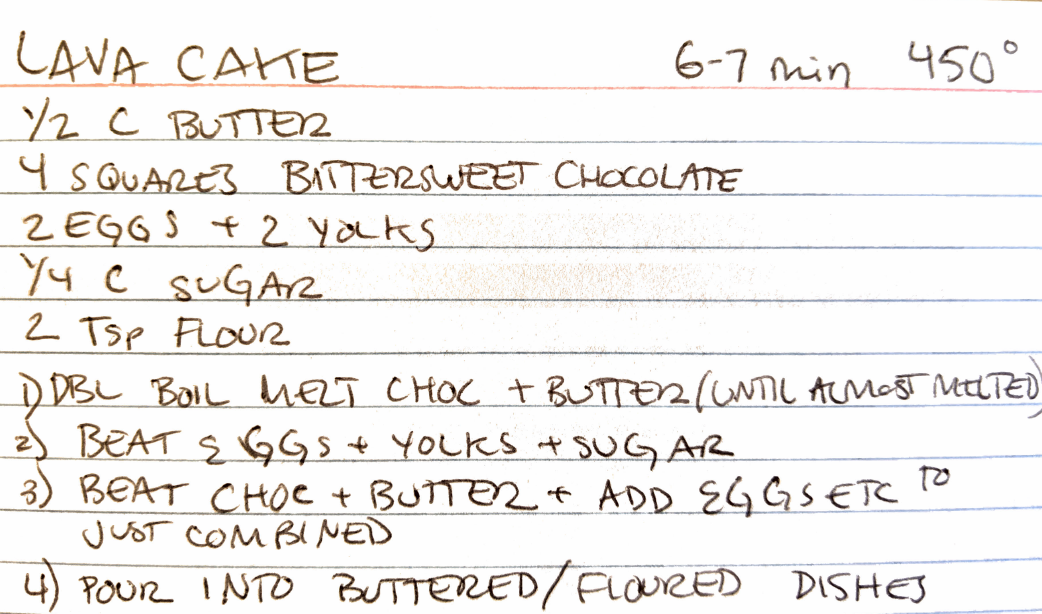 LAVA CAKE 6-7 min 450°
1/2 C BUTTER
4 SQUARES BITTERSWEET CHOCOLATE
2 EGGS + 2 YOLKS
1/4 C SUGAR
2 TSP FLOUR
1) DBL BOIL MELT CHOC + BUTTER (UNTIL ALMOST MELTED)
2) BEAT EGGS + YOLKS + SUGAR
3) BEAT CHOC + BUTTER + ADD EGGS ETC TO
JUST COMBINED
4) POUR INTO BUTTERED/FLOURED DISHES